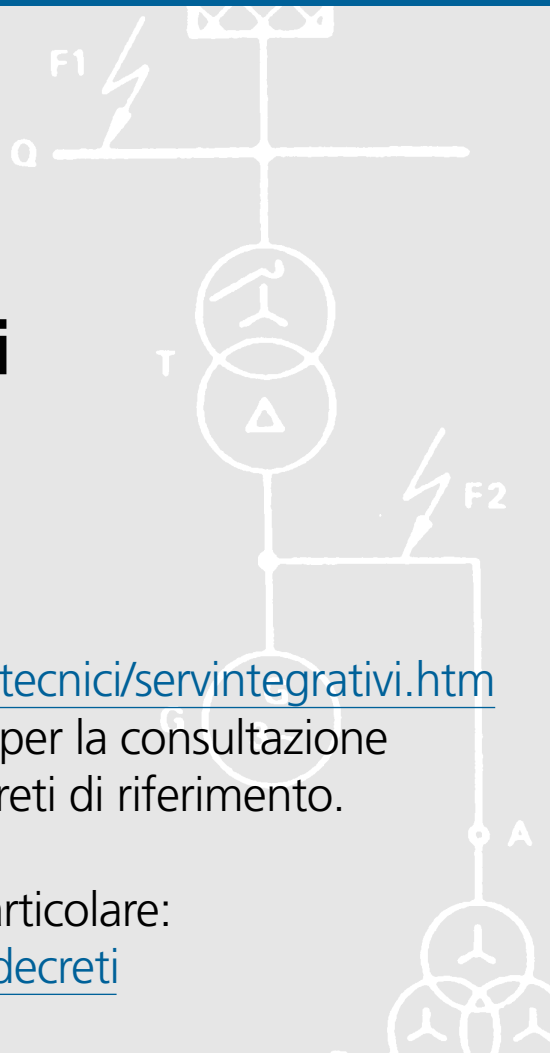 F1
Q
i
T
F2
tecnici/servintegrativi.htm
G
G
per la consultazione
reti di riferimento.
A
articolare:
decreti